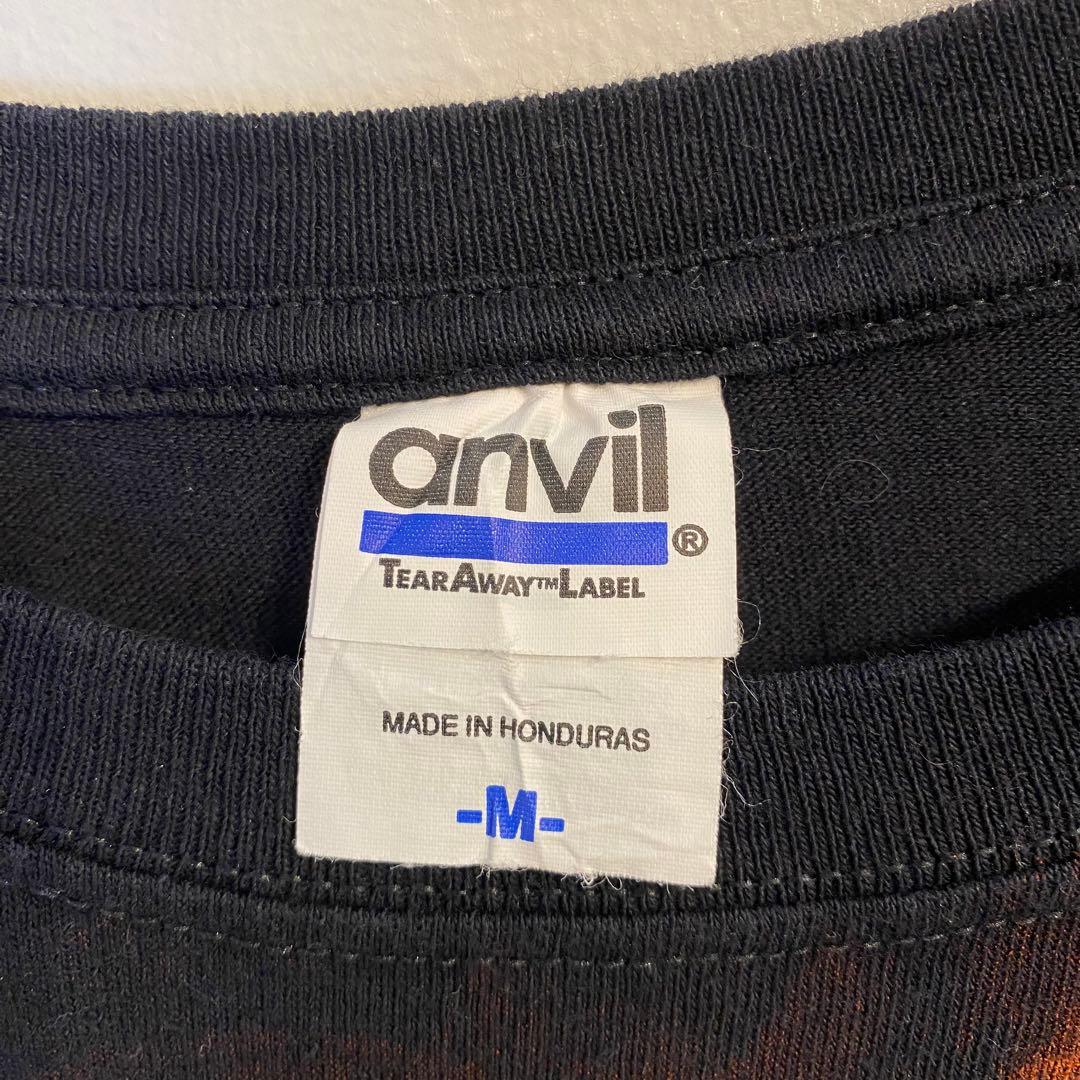 anvil
®
TEARAWAY™LABEL
MADE IN HONDURAS
-M-